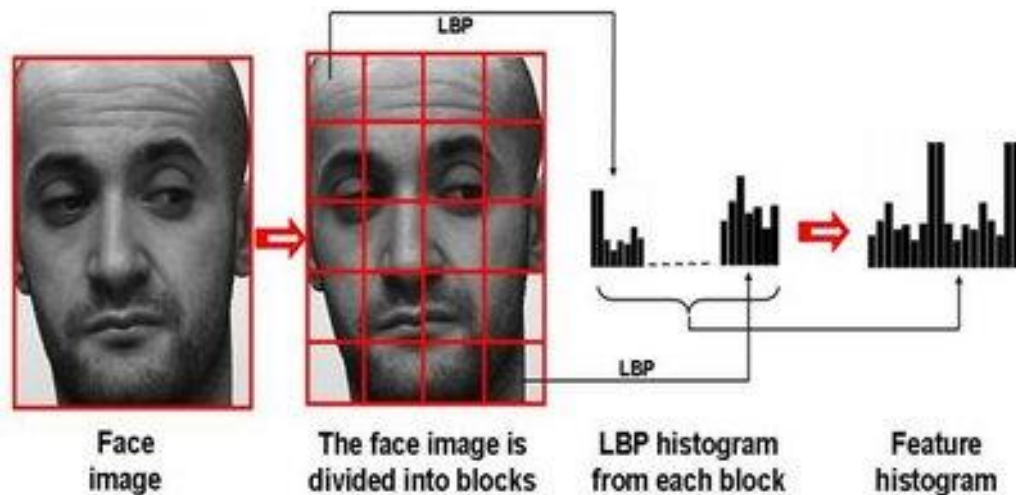 LBP
LBP
Face
image
The face image is
divided into blocks
LBP histogram
from each block
Feature
histogram